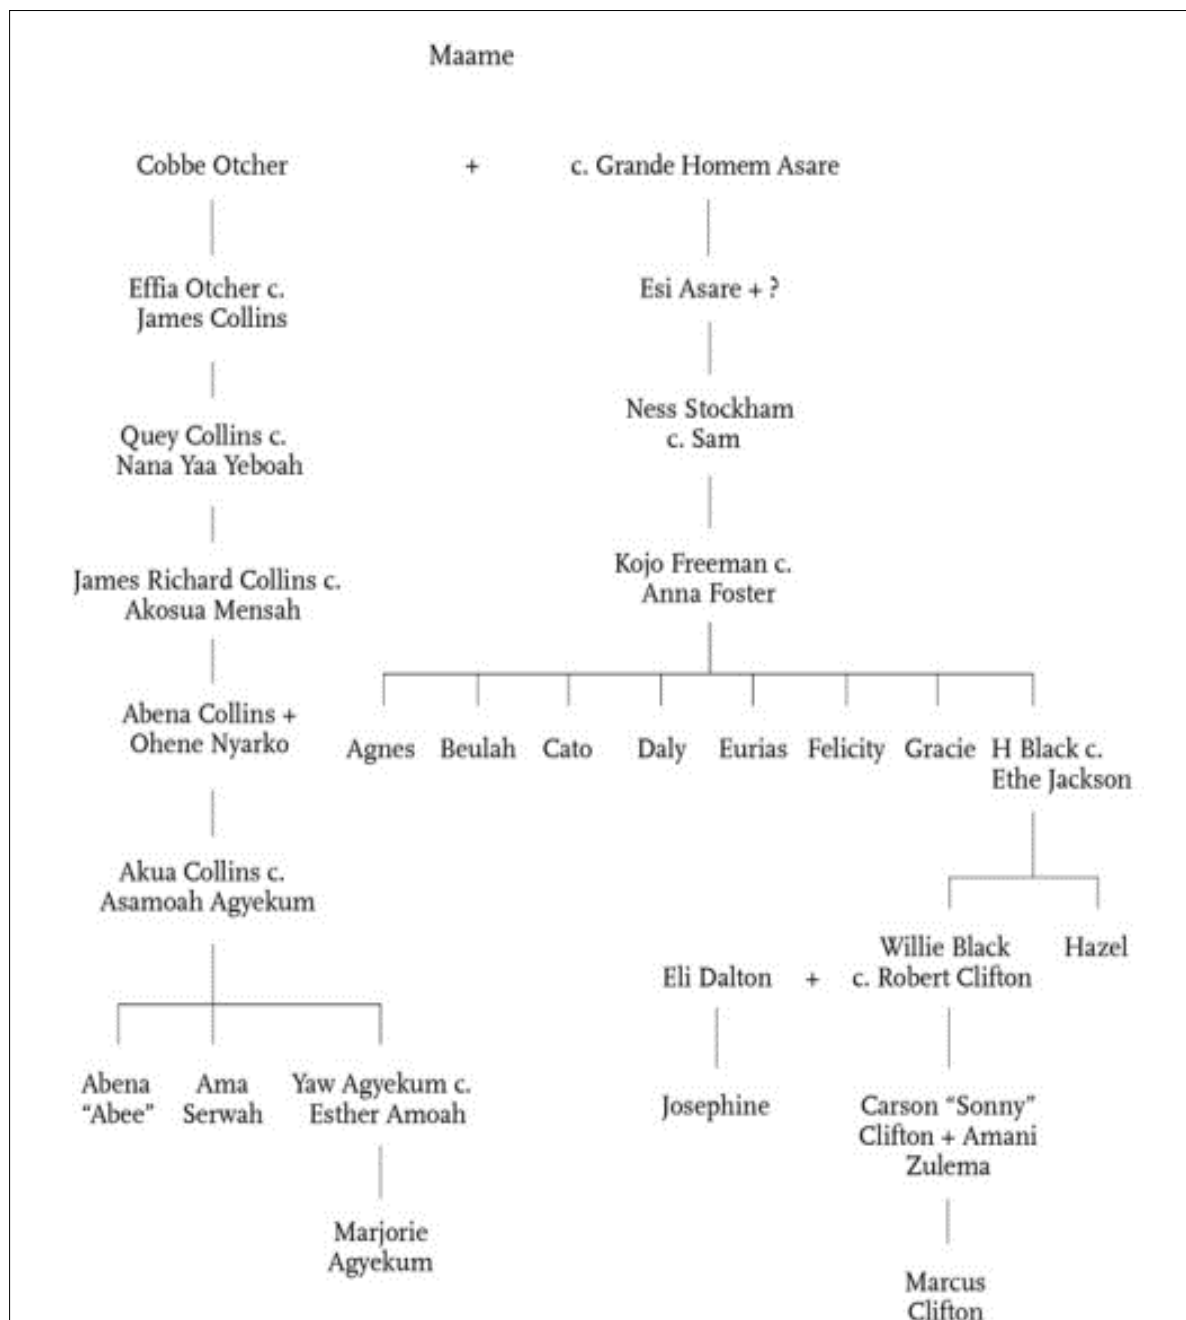 Maame
Cobbe Otcher + c. Grande Homem Asare
Effia Otcher c.
James Collins
Esi Asare + ?
Quey Collins c.
Nana Yaa Yeboah
Ness Stockham
c. Sam
James Richard Collins c.
Akosua Mensah
Kojo Freeman c.
Anna Foster
Abena Collins +
Ohene Nyarko
Agnes Beulah Cato Daly Eurias Felicity Gracie H Black c.
Ethe Jackson
Akua Collins c.
Asamoah Agyekum
Willie Black Hazel
Eli Dalton + c. Robert Clifton
Abena
"Abee"
Ama
Serwah
Yaw Agyekum c.
Esther Amoah
Josephine
Carson “Sonny”
Clifton + Amani
Zulema
Marjorie
Agyekum
Marcus
Clifton